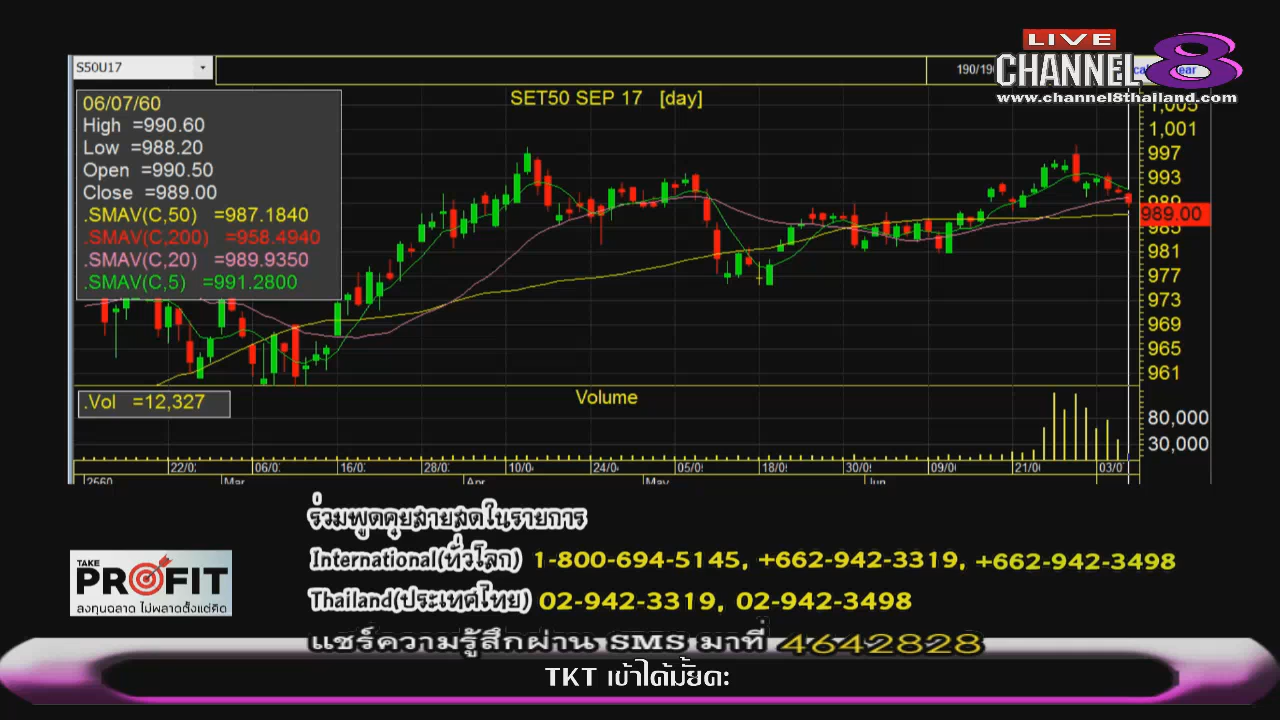 LIVE
CHANNEL 8
www.channel8thailand.com
S50U17
190/190
SET50 SEP 17 [day]
06/07/60
High =990.60
Low =988.20
Open =990.50
Close =989.00
.SMAV(C,50) =987.1840
.SMAV(C,200) =958.4940
.SMAV(C,20) =989.9350
.SMAV(C,5) =991.2800
1,005
1,001
997
993
989
989.00
985
981
977
973
969
965
961
.Vol =12,327
Volume
80,000
30,000
22/0 06/0 16/0 28/0 10/0 24/0 05/0 18/0 30/0 09/0 21/0 03/0
2560 Mar Apr May Jun
ร่วมพูดคุยสายสดในรายการ
International(ทั่วโลก) 1-800-694-5145, +662-942-3319, +662-942-3498
Thailand(ประเทศไทย) 02-942-3319, 02-942-3498
TAKE
PROFIT
ลงทุนฉลาด ไม่พลาดตั้งแต่คิด
แชร์ความรู้สึกผ่าน SMS มาที่ 4642828
TKT เข้าได้มั้ยคะ